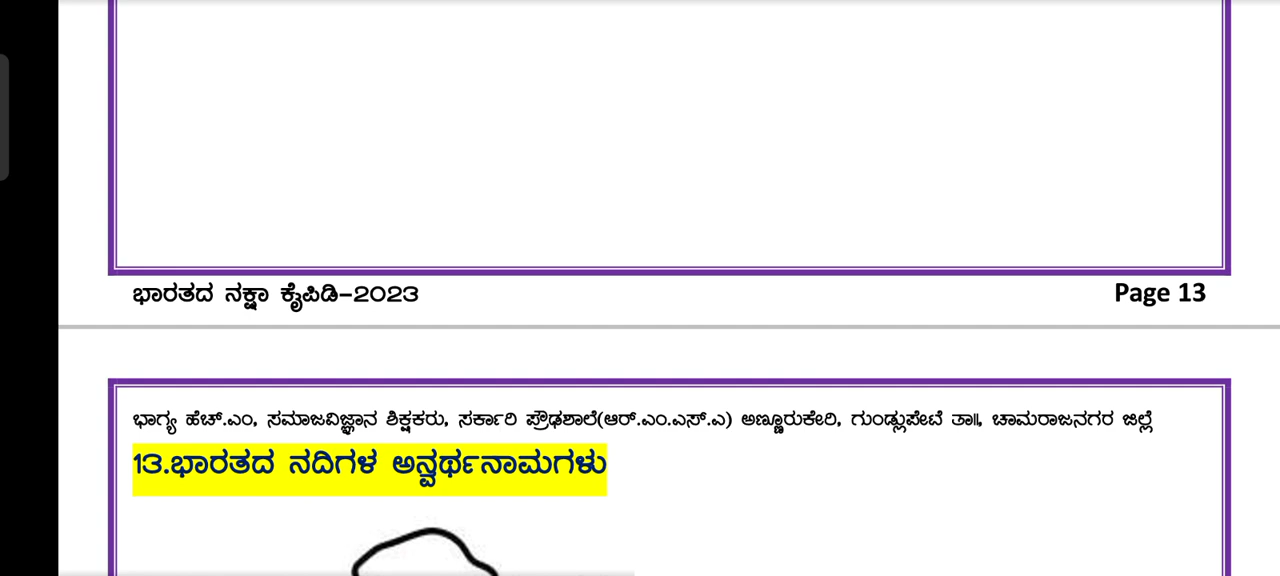 ಭಾರತದ ನಕ್ಷಾ ಕೈಪಿಡಿ–2023 Page 13
ಭಾಗ್ಯ ಹೆಚ್.ಎಂ, ಸಮಾಜವಿಜ್ಞಾನ ಶಿಕ್ಷಕರು, ಸರ್ಕಾರಿ ಪ್ರೌಢಶಾಲೆ(ಆರ್.ಎಂ.ಎಸ್.ಎ) ಅಣ್ಣೂರುಕೇರಿ, ಗುಂಡ್ಲುಪೇಟೆ ತಾ॥, ಚಾಮರಾಜನಗರ ಜಿಲ್ಲೆ
13.ಭಾರತದ ನದಿಗಳ ಅನ್ವರ್ಥನಾಮಗಳು